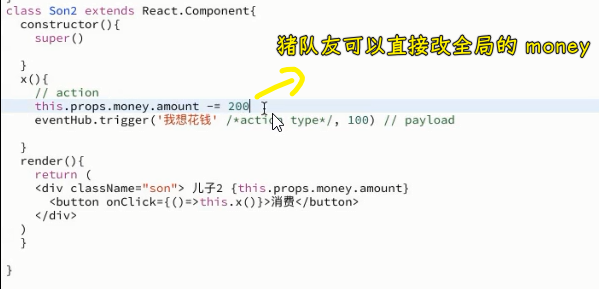 class Son2 extends React.Component{
constructor(){
super()
猪队友可以直接改全局的 money
}
x(){
// action
this.props.money.amount -= 200
eventHub.trigger('我想花钱' /*action type*/, 100) // payload
}
render(){
return (
<div className="son"> 儿子2 {this.props.money.amount}
<button onClick={()=>this.x()}>消费</button>
</div>
)
}
}